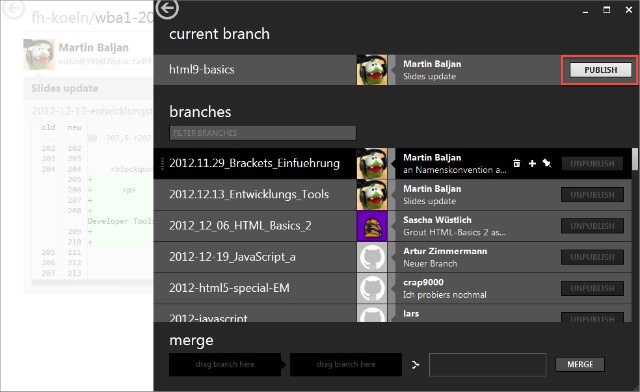 fh-koeln/wba1-20
Martin Baljan
Slides update
2012-12-13-entwicklungst
old new
@@ -202,6
202 202
203 203
204 204 <blockquo
205 +
206 + <p>
207 +
208 +
Developer Tools
209 +
210 +
205 211
206 212
207 213
current branch
html9-basics
Martin Baljan
Slides update
PUBLISH
branches
FILTER BRANCHES
2012.11.29_Brackets_Einfuehrung
Martin Baljan
an Namenskonvention a...
UNPUBLISH
2012.12.13_Entwicklungs_Tools
Martin Baljan
Slides update
UNPUBLISH
2012_12_06_HTML_Basics_2
Sascha Wüstlich
Grout HTML-Basics 2 as...
UNPUBLISH
2012-12-19_JavaScript_a
Artur Zimmermann
Neuer Branch
UNPUBLISH
2012-html5-special-EM
crap9000
Ich probiers nochmal
UNPUBLISH
2012-javascript
lars
UNPUBLISH
merge
drag branch here
drag branch here
MERGE